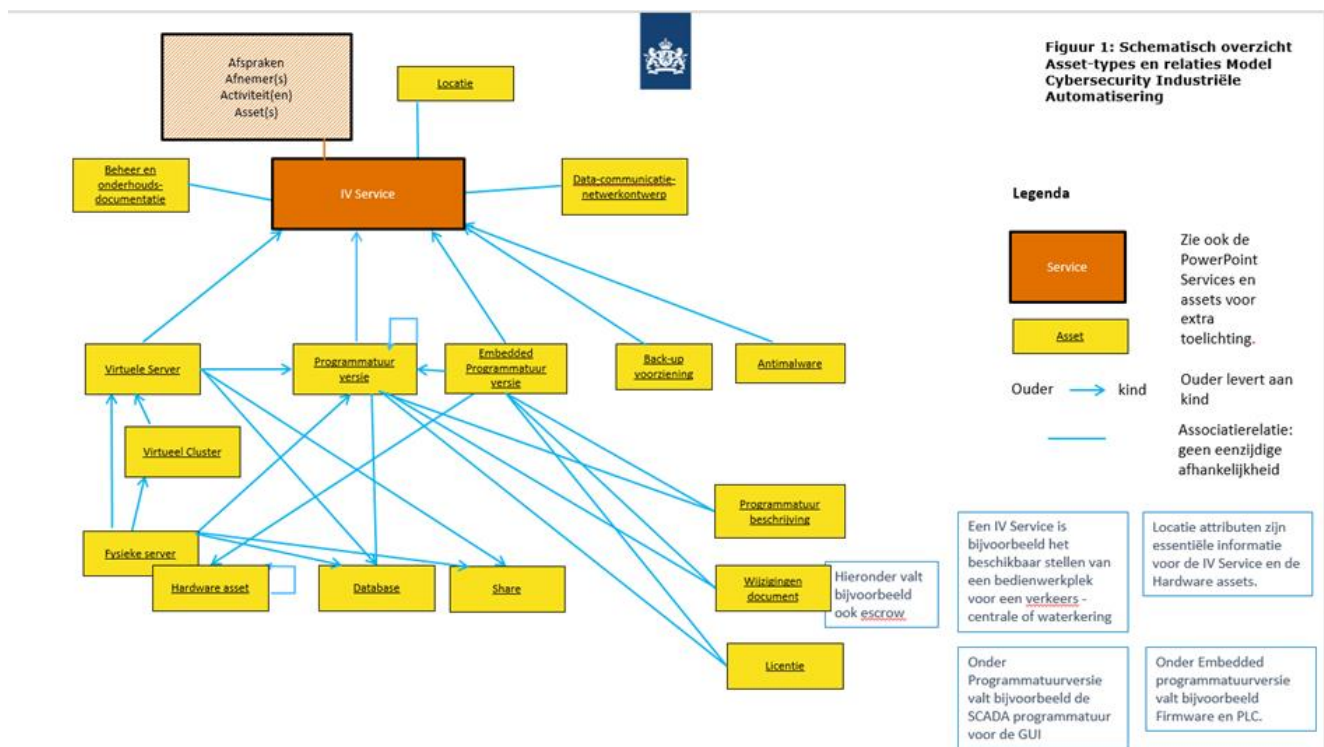 Figuur 1: Schematisch overzicht
Asset-types en relaties Model
Cybersecurity Industriële
Automatisering
Afspraken
Afnemer(s)
Activiteit(en)
Asset(s)
Locatie
Beheer en
onderhouds-
documentatie
IV Service
Data-communicatie-
netwerkontwerp
Legenda
Service
Zie ook de
PowerPoint
Services en
assets voor
extra
toelichting.
Asset
Ouder
kind
Ouder levert aan
kind
Associatierelatie:
geen eenzijdige
afhankelijkheid
Virtuele Server
Programmatuur
versie
Embedded
Programmatuur
versie
Back-up
voorziening
Antimalware
Virtueel Cluster
Fysieke server
Hardware asset
Database
Share
Programmatuur
beschrijving
Wijzigingen
document
Hieronder valt
bijvoorbeeld
ook escrow
Licentie
Een IV Service is
bijvoorbeeld het
beschikbaar stellen van
een bedienwerkplek
voor een verkeers -
centrale of waterkering
Locatie attributen zijn
essentiële informatie
voor de IV Service en de
Hardware assets.
Onder
Programmatuurversie
valt bijvoorbeeld de
SCADA programmatuur
voor de GUI
Onder Embedded
programmatuurversie
valt bijvoorbeeld
Firmware en PLC.